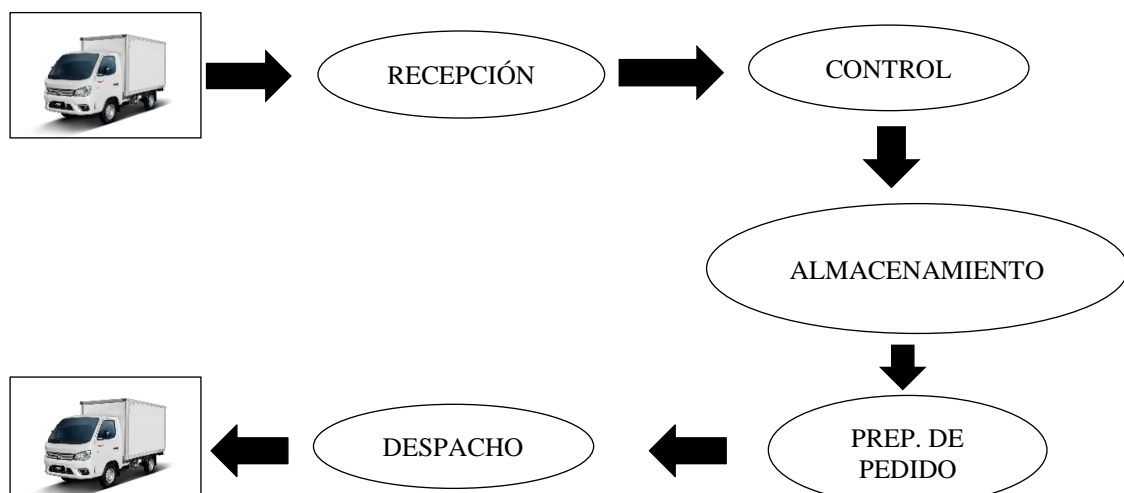 RECEPCIÓN
CONTROL
ALMACENAMIENTO
PREP. DE
PEDIDO
DESPACHO